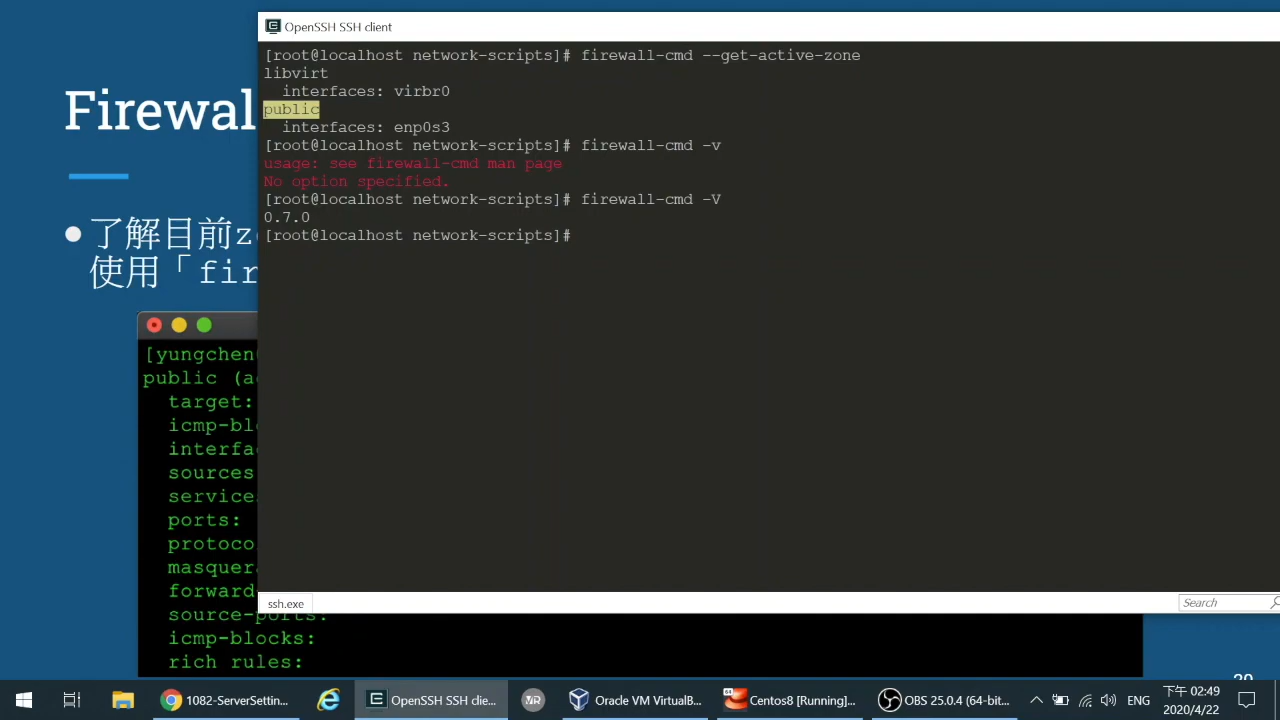 OpenSSH SSH client
[root@localhost network-scripts]# firewall-cmd --get-active-zone
libvirt
  interfaces: virbr0
public
  interfaces: enp0s3
[root@localhost network-scripts]# firewall-cmd -v
usage: see firewall-cmd man page
No option specified.
[root@localhost network-scripts]# firewall-cmd -V
0.7.0
[root@localhost network-scripts]#
ssh.exe
Search
Firewal
●了解目前z
使用「fir
[yungchen
public (a
target:
icmp-bl
interfa
sources
service
ports:
protoco
masquer
forward
source-ports:
icmp-blocks:
rich rules:
1082-ServerSettin...
OpenSSH SSH clie...
Oracle VM VirtualB...
Centos8 [Running]...
OBS 25.0.4 (64-bit...
ENG
下午 02:49
2020/4/22